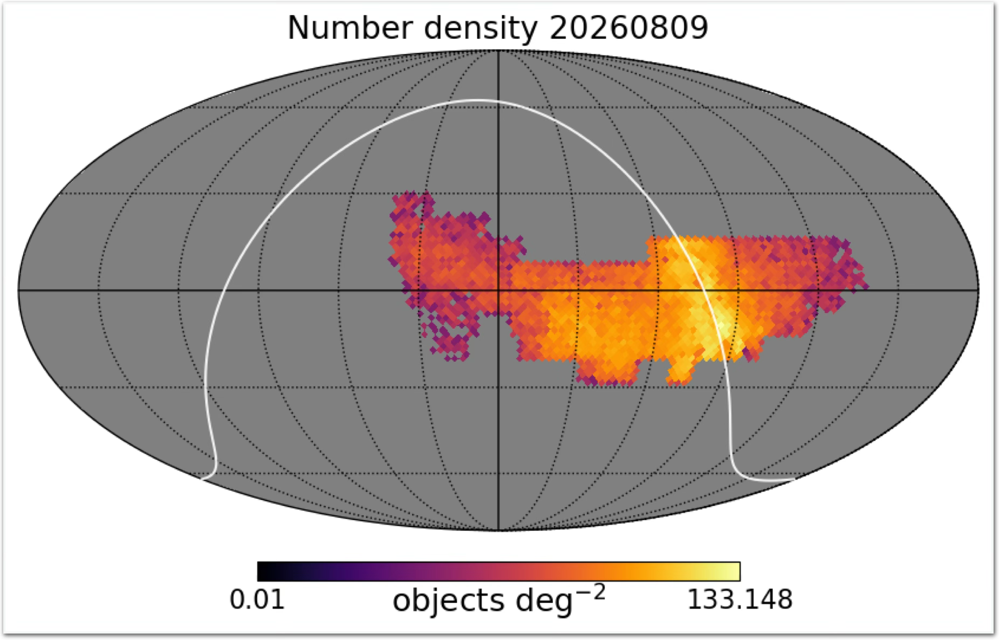 Number density 20260809
0.01 objects deg⁻² 133.148